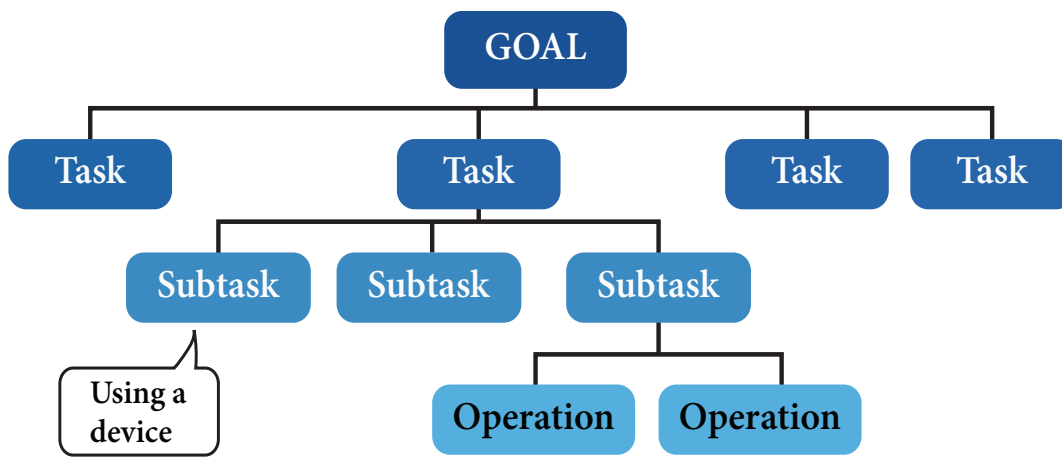 GOAL
Task
Task
Task
Task
Subtask
Subtask
Subtask
Using a
device
Operation
Operation